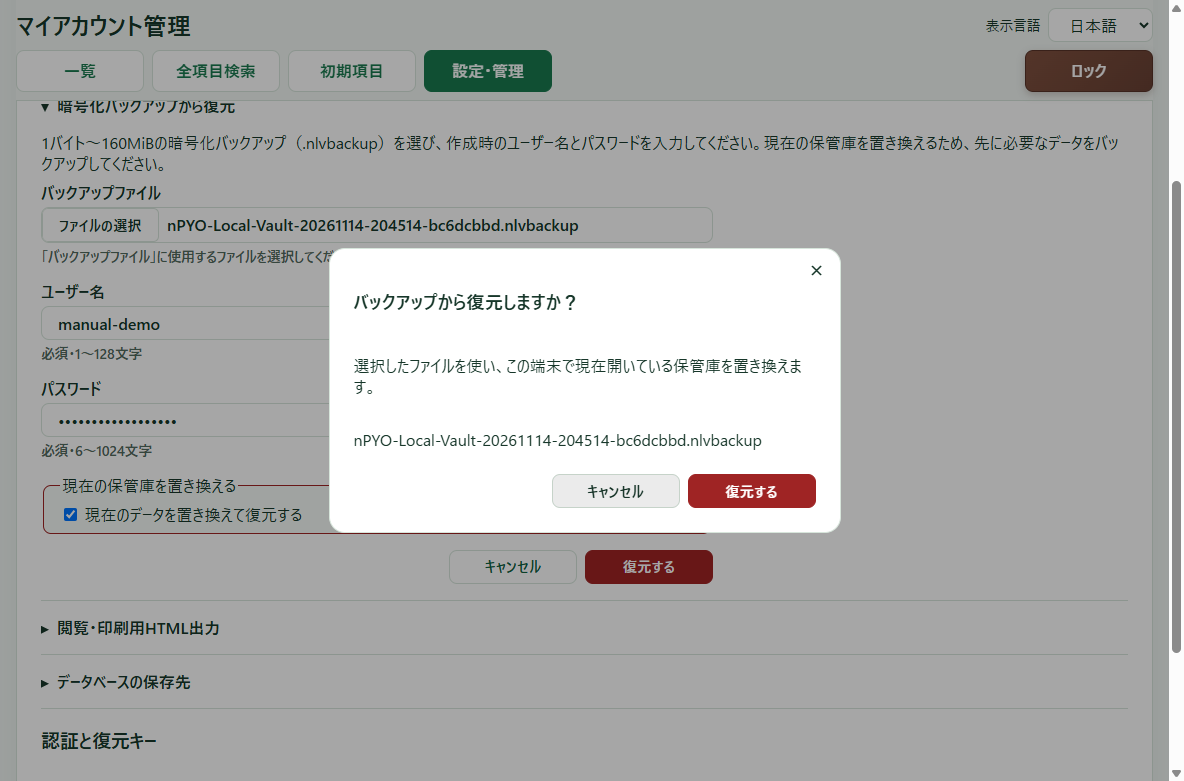 マイアカウント管理
表示言語
日本語
一覧
全項目検索
初期項目
設定・管理
ロック
▼ 暗号化バックアップから復元
1バイト～160MiBの暗号化バックアップ（.nlvbackup）を選び、作成時のユーザー名とパスワードを入力してください。現在の保管庫を置き換えるため、先に必要なデータをバッ
クアップしてください。
バックアップファイル
ファイルの選択
nPYO-Local-Vault-20261114-204514-bc6dcbbd.nlvbackup
「バックアップファイル」に使用するファイルを選択してくだ
ユーザー名
manual-demo
必須・1～128文字
パスワード
••••••••••••••••••
必須・6～1024文字
現在の保管庫を置き換える
現在のデータを置き換えて復元する
キャンセル
復元する
×
バックアップから復元しますか？
選択したファイルを使い、この端末で現在開いている保管庫を置き換えま
す。
nPYO-Local-Vault-20261114-204514-bc6dcbbd.nlvbackup
キャンセル
復元する
▶ 閲覧・印刷用HTML出力
▶ データベースの保存先
認証と復元キー